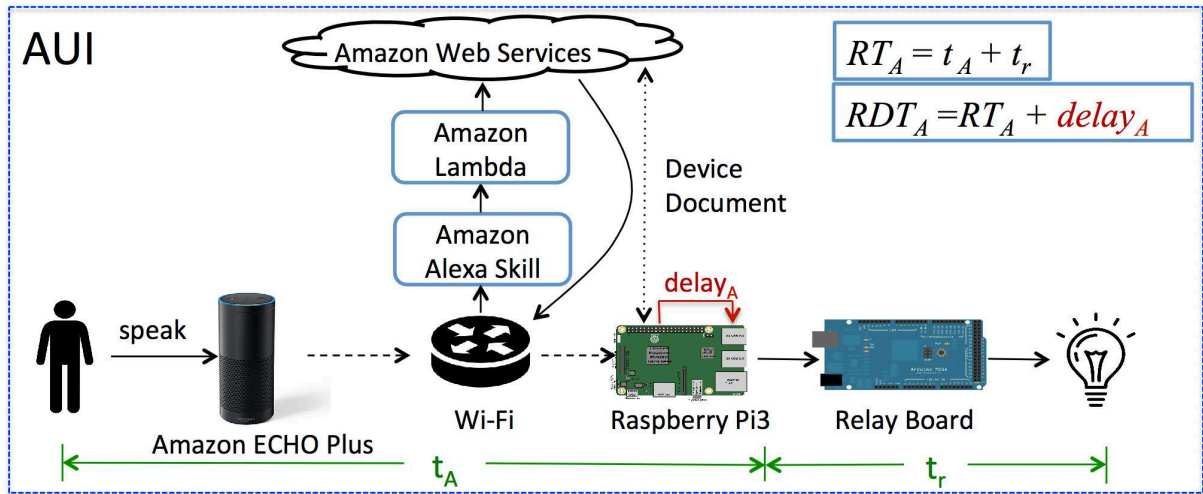 AUI
Amazon Web Services
RT_A = t_A + t_r
RDT_A =RT_A + delay_A
Amazon
Lambda
Device
Document
Amazon
Alexa Skill
delay_A
speak
Wi-Fi
Raspberry Pi3
Relay Board
Amazon ECHO Plus
t_A
t_r